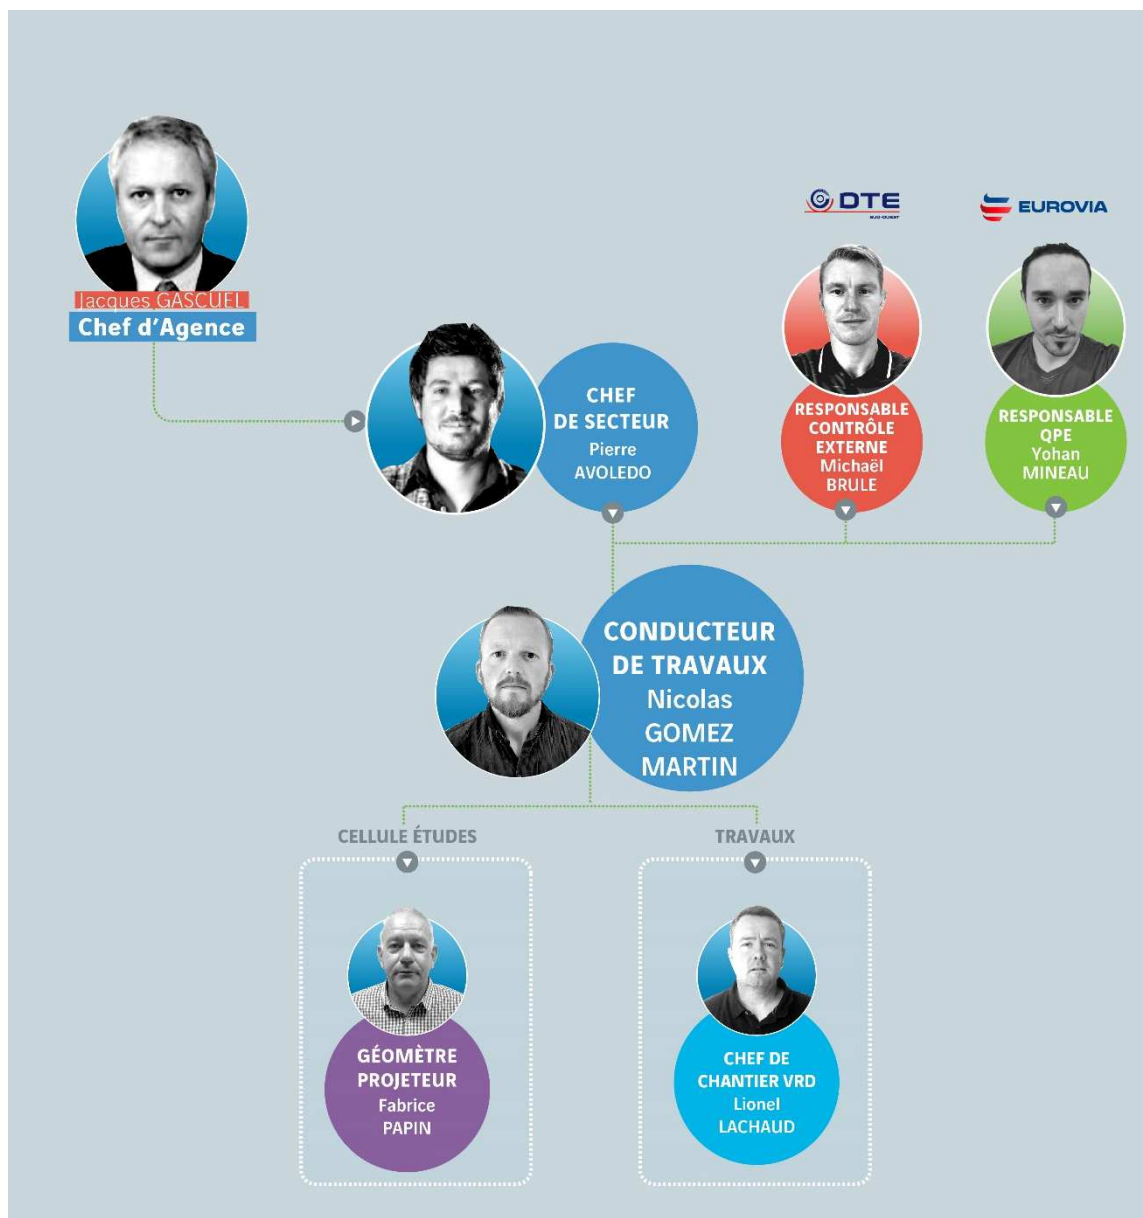 Jacques GASCUEL
Chef d'Agence
DTE
SUD-OUEST
EUROVIA
CHEF
DE SECTEUR
Pierre
AVOLEDO
RESPONSABLE
CONTRÔLE
EXTERNE
Michaël
BRULE
RESPONSABLE
QPE
Yohan
MINEAU
CONDUCTEUR
DE TRAVAUX
Nicolas
GOMEZ
MARTIN
CELLULE ÉTUDES
TRAVAUX
GÉOMÈTRE
PROJETEUR
Fabrice
PAPIN
CHEF DE
CHANTIER VRD
Lionel
LACHAUD